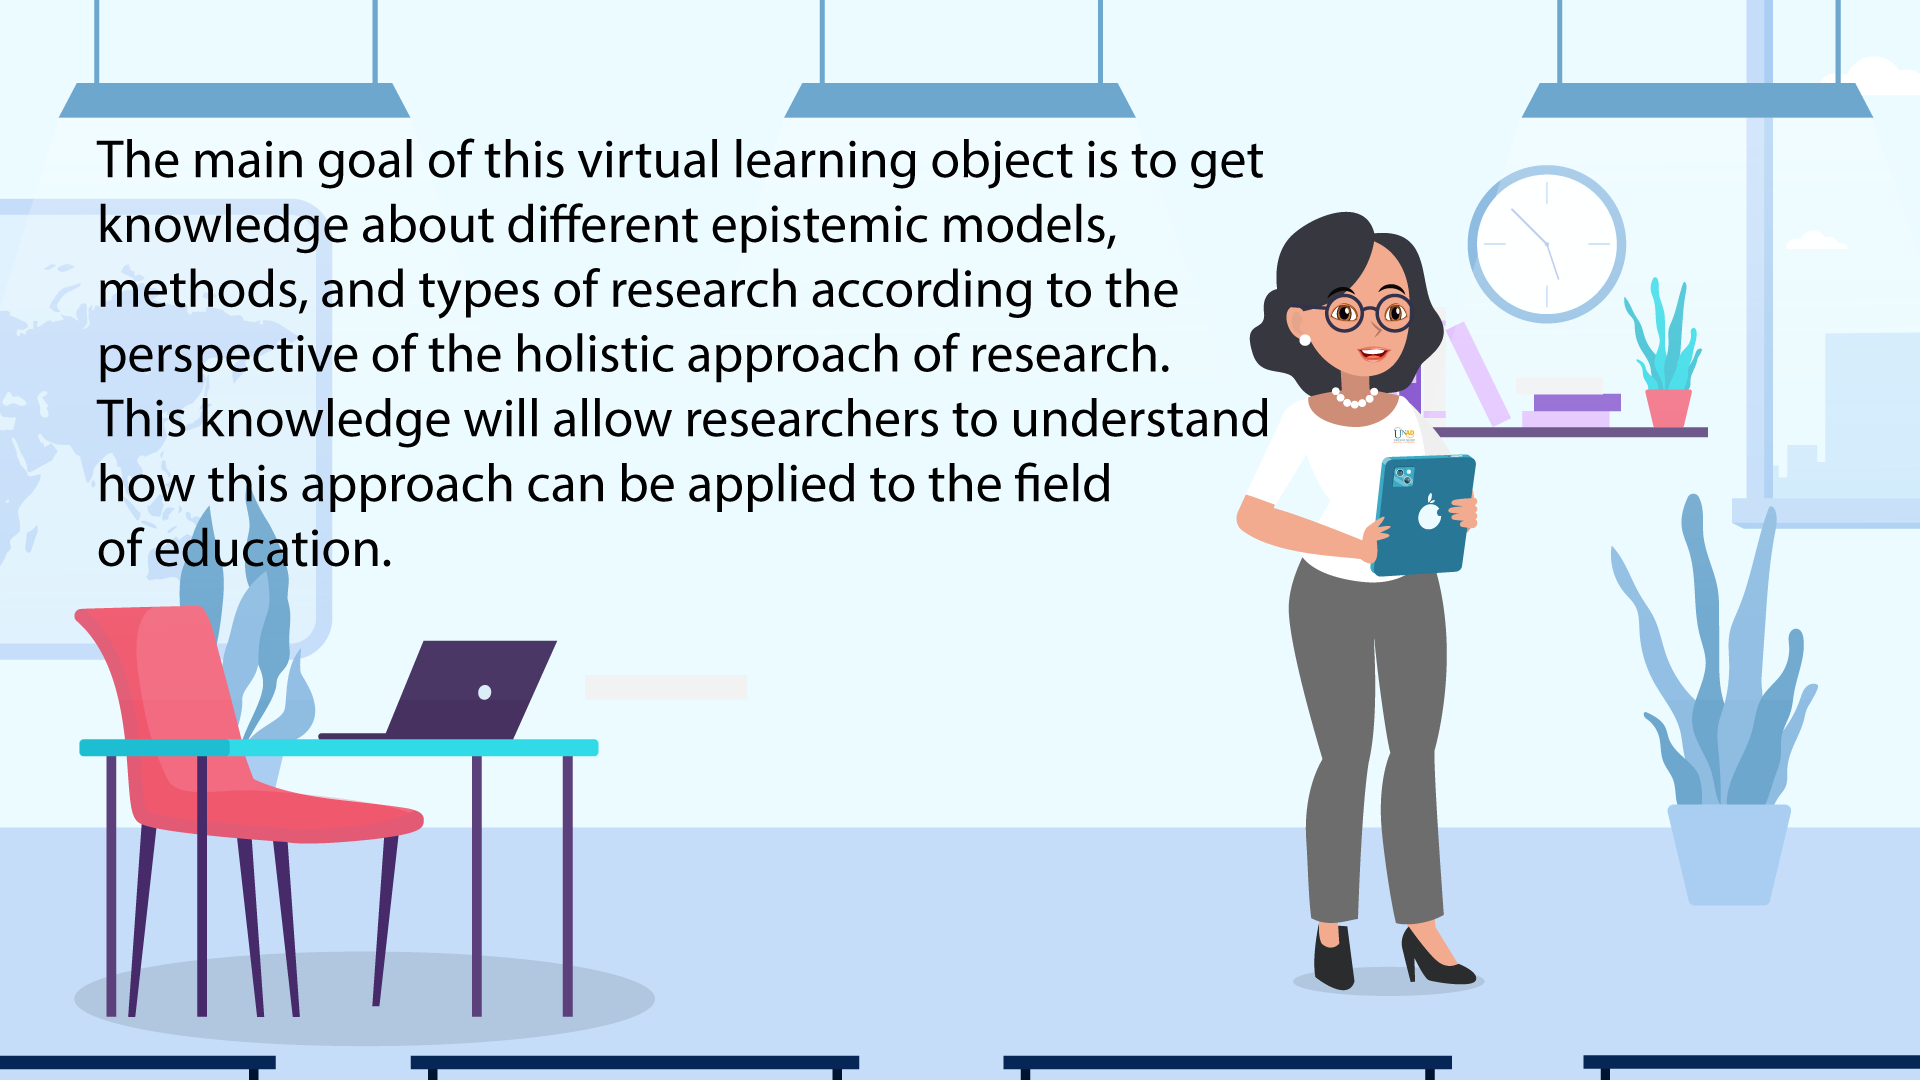 The main goal of this virtual learning object is to get
knowledge about different epistemic models,
methods, and types of research according to the
perspective of the holistic approach of research.
This knowledge will allow researchers to understand
how this approach can be applied to the field
of education.
UNAD